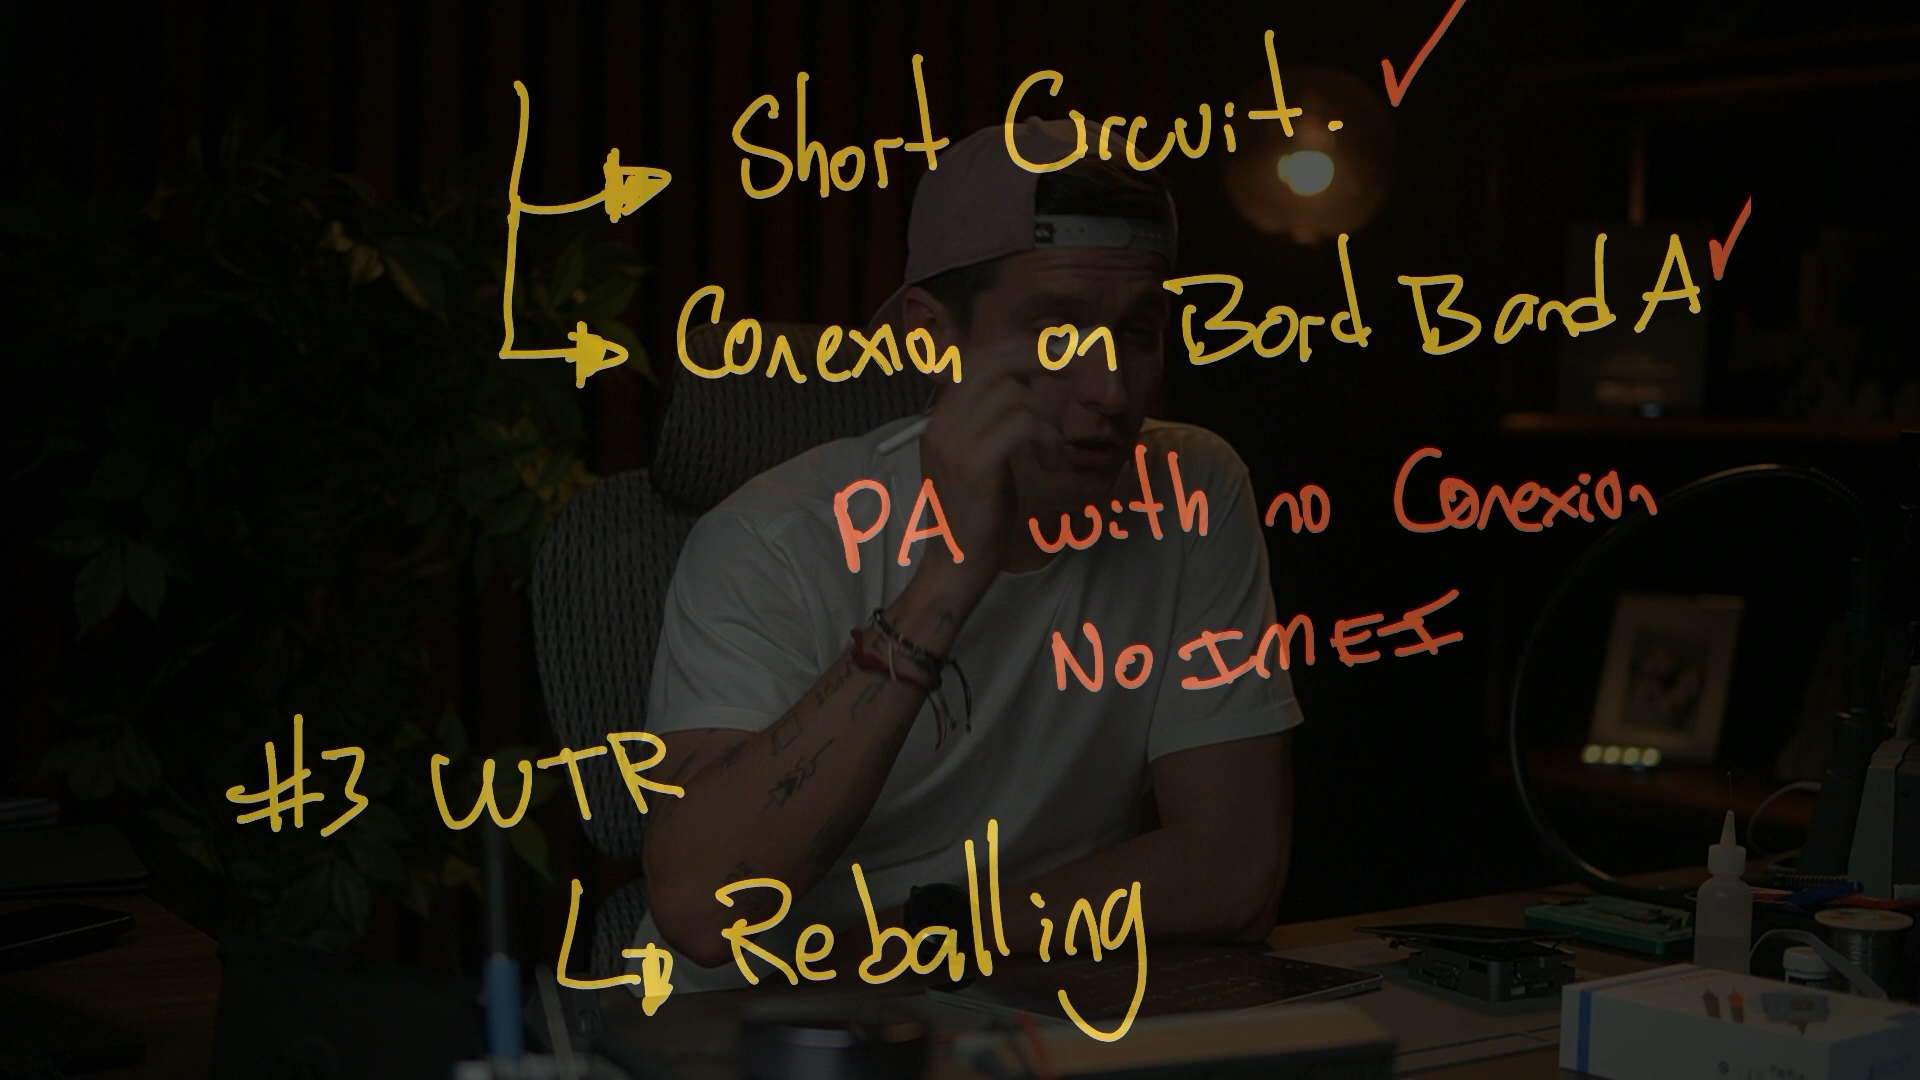 Short Circuit.
Conexion on Bord Band A
PA with no Conexion
No IMEI
#3 WTR
Reballing